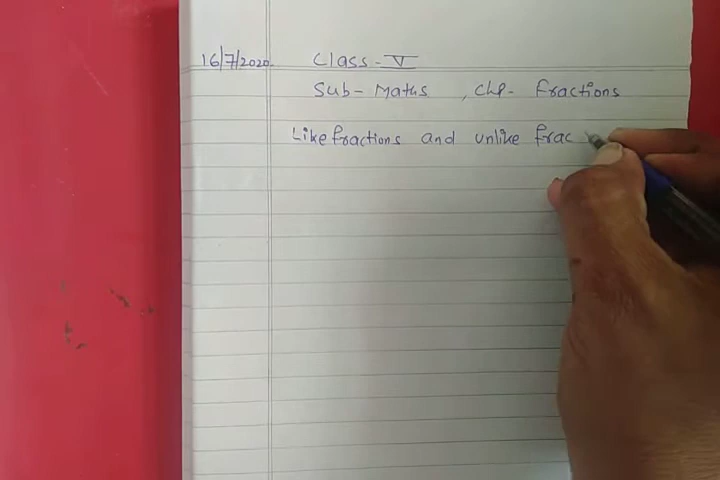 16/7/2020. Class - V
Sub - Maths , Chp - Fractions
Like fractions and unlike frac